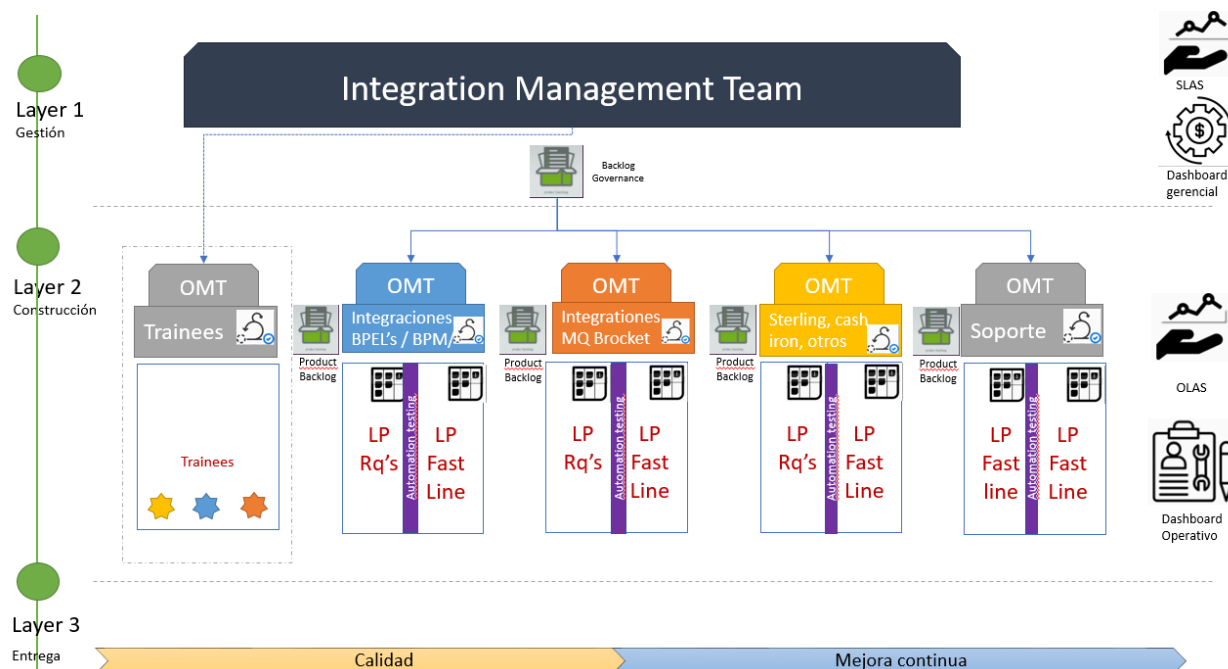 Integration Management Team
Layer 1
Gestión
SLAS
Backlog
Governance
Dashboard
gerencial
Layer 2
Construcción
OMT
Trainees
Trainees
OMT
Integraciones
BPEL's / BPM/
Product
Backlog
LP
Rq's
Automation testing
LP
Fast
Line
OMT
Integrationes
MQ Brocket
Product
Backlog
LP
Rq's
Automation testing
LP
Fast
Line
OMT
Sterling, cash
iron, otros
Product
Backlog
LP
Rq's
Automation testing
LP
Fast
Line
OMT
Soporte
Product
Backlog
LP
Fast
line
Automation testing
LP
Fast
Line
OLAS
Dashboard
Operativo
Layer 3
Entrega
Calidad
Mejora continua